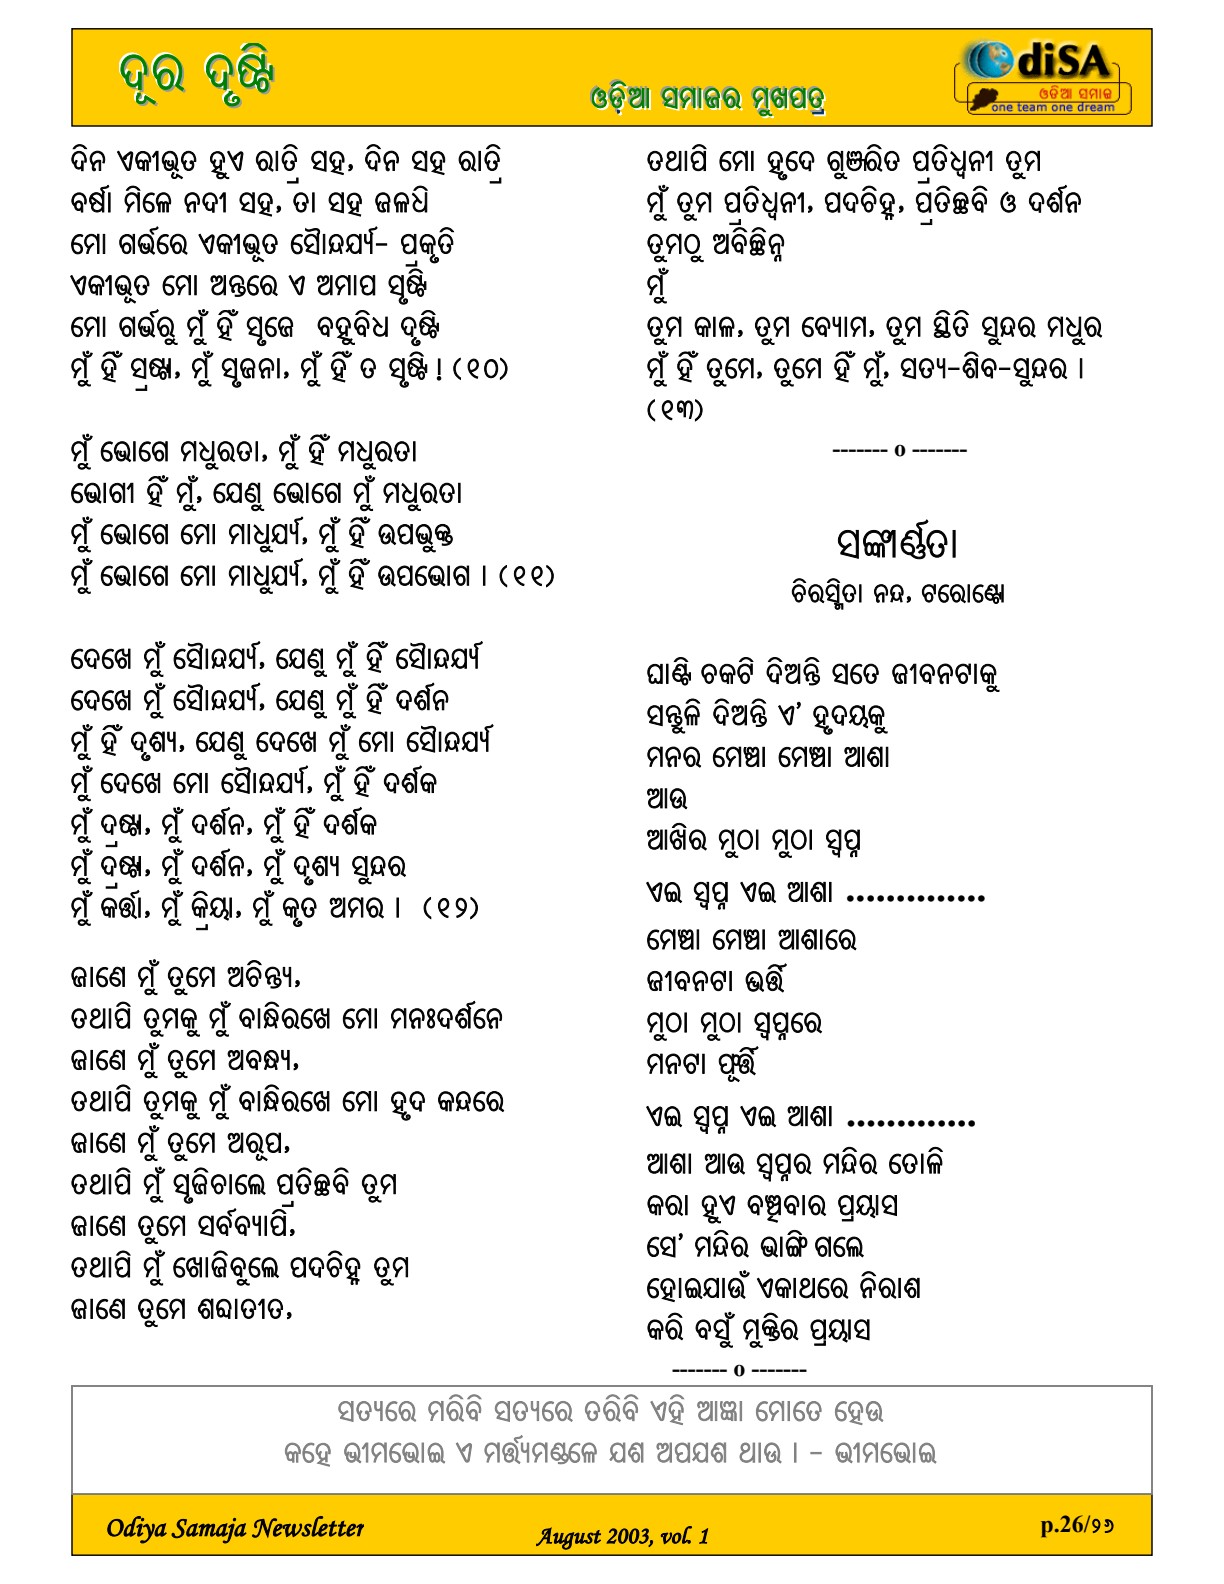 ଦୂର ଦୃଷ୍ଟି
ଓଡ଼ିଆ ସମାଜର ମୁଖପତ୍ର
OdiSA
ଓଡିଆ ସମାଜ
one team one dream
ଦିନ ଏକୀଭୂତ ହୁଏ ରାତ୍ରି ସହ, ଦିନ ସହ ରାତ୍ରି
ବର୍ଷା ମିଳେ ନଦୀ ସହ, ତା ସହ ଜଳଧି
ମୋ ଗର୍ଭରେ ଏକୀଭୂତ ସୌନ୍ଦର୍ଯ୍ୟ- ପ୍ରକୃତି
ଏକୀଭୂତ ମୋ ଅନ୍ତରେ ଏ ଅମାପ ସୃଷ୍ଟି
ମୋ ଗର୍ଭରୁ ମୁଁ ହିଁ ସୃଜେ ବହୁବିଧ ଦୃଷ୍ଟି
ମୁଁ ହିଁ ସ୍ରଷ୍ଟା, ମୁଁ ସୃଜନା, ମୁଁ ହିଁ ତ ସୃଷ୍ଟି ! (୧୦)
ମୁଁ ଭୋଗେ ମଧୁରତା, ମୁଁ ହିଁ ମଧୁରତା
ଭୋଗୀ ହିଁ ମୁଁ, ଯେଣୁ ଭୋଗେ ମୁଁ ମଧୁରତା
ମୁଁ ଭୋଗେ ମୋ ମାଧୁର୍ଯ୍ୟ, ମୁଁ ହିଁ ଉପଭୁକ୍ତ
ମୁଁ ଭୋଗେ ମୋ ମାଧୁର୍ଯ୍ୟ, ମୁଁ ହିଁ ଉପଭୋଗ । (୧୧)
ଦେଖେ ମୁଁ ସୌନ୍ଦର୍ଯ୍ୟ, ଯେଣୁ ମୁଁ ହିଁ ସୌନ୍ଦର୍ଯ୍ୟ
ଦେଖେ ମୁଁ ସୌନ୍ଦର୍ଯ୍ୟ, ଯେଣୁ ମୁଁ ହିଁ ଦର୍ଶନ
ମୁଁ ହିଁ ଦୃଶ୍ୟ, ଯେଣୁ ଦେଖେ ମୁଁ ମୋ ସୌନ୍ଦର୍ଯ୍ୟ
ମୁଁ ଦେଖେ ମୋ ସୌନ୍ଦର୍ଯ୍ୟ, ମୁଁ ହିଁ ଦର୍ଶକ
ମୁଁ ଦ୍ରଷ୍ଟା, ମୁଁ ଦର୍ଶନ, ମୁଁ ହିଁ ଦର୍ଶକ
ମୁଁ ଦ୍ରଷ୍ଟା, ମୁଁ ଦର୍ଶନ, ମୁଁ ଦୃଶ୍ୟ ସୁନ୍ଦର
ମୁଁ କର୍ତ୍ତା, ମୁଁ କ୍ରିୟା, ମୁଁ କୃତ ଅମର । (୧୨)
ଜାଣେ ମୁଁ ତୁମେ ଅଚିନ୍ତ୍ୟ,
ତଥାପି ତୁମକୁ ମୁଁ ବାନ୍ଧିରଖେ ମୋ ମନଃଦର୍ଶନେ
ଜାଣେ ମୁଁ ତୁମେ ଅବନ୍ଧ୍ୟ,
ତଥାପି ତୁମକୁ ମୁଁ ବାନ୍ଧିରଖେ ମୋ ହୃଦ କନ୍ଦରେ
ଜାଣେ ମୁଁ ତୁମେ ଅରୂପ,
ତଥାପି ମୁଁ ସୃଜିଚାଲେ ପ୍ରତିଚ୍ଛବି ତୁମ
ଜାଣେ ତୁମେ ସର୍ବବ୍ୟାପି,
ତଥାପି ମୁଁ ଖୋଜିବୁଲେ ପଦଚିହ୍ନ ତୁମ
ଜାଣେ ତୁମେ ଶବ୍ଦାତୀତ,
ତଥାପି ମୋ ହୃଦେ ଗୁଞ୍ଜରିତ ପ୍ରତିଧ୍ୱନୀ ତୁମ
ମୁଁ ତୁମ ପ୍ରତିଧ୍ୱନୀ, ପଦଚିହ୍ନ, ପ୍ରତିଚ୍ଛବି ଓ ଦର୍ଶନ
ତୁମଠୁ ଅବିଚ୍ଛିନ୍ନ
ମୁଁ
ତୁମ କାଳ, ତୁମ ବ୍ୟୋମ, ତୁମ ସ୍ଥିତି ସୁନ୍ଦର ମଧୁର
ମୁଁ ହିଁ ତୁମେ, ତୁମେ ହିଁ ମୁଁ, ସତ୍ୟ-ଶିବ-ସୁନ୍ଦର ।
(୧୩)
------- o -------
ସଙ୍କୀର୍ଣ୍ଣତା
ଚିରସ୍ମିତା ନନ୍ଦ, ଟରୋଣ୍ଟୋ
ଘାଣ୍ଟି ଚକଟି ଦିଅନ୍ତି ସତେ ଜୀବନଟାକୁ
ସନ୍ତୁଳି ଦିଅନ୍ତି ଏ' ହୃଦୟକୁ
ମନର ମେଞ୍ଚା ମେଞ୍ଚା ଆଶା
ଆଉ
ଆଖିର ମୁଠା ମୁଠା ସ୍ୱପ୍ନ
ଏଇ ସ୍ୱପ୍ନ ଏଇ ଆଶା ..............
ମେଞ୍ଚା ମେଞ୍ଚା ଆଶାରେ
ଜୀବନଟା ଭର୍ତ୍ତି
ମୁଠା ମୁଠା ସ୍ୱପ୍ନରେ
ମନଟା ଫୂର୍ତ୍ତି
ଏଇ ସ୍ୱପ୍ନ ଏଇ ଆଶା .............
ଆଶା ଆଉ ସ୍ୱପ୍ନର ମନ୍ଦିର ତୋଳି
କରା ହୁଏ ବଞ୍ଚିବାର ପ୍ରୟାସ
ସେ' ମନ୍ଦିର ଭାଙ୍ଗି ଗଲେ
ହୋଇଯାଉଁ ଏକାଥରେ ନିରାଶ
କରି ବସୁଁ ମୁକ୍ତିର ପ୍ରୟାସ
------- o -------
ସତ୍ୟରେ ମରିବି ସତ୍ୟରେ ତରିବି ଏହି ଆଜ୍ଞା ମୋତେ ହେଉ
କହେ ଭୀମଭୋଇ ଏ ମର୍ତ୍ତ୍ୟମଣ୍ଡଳେ ଯଶ ଅପଯଶ ଥାଉ । - ଭୀମଭୋଇ
Odiya Samaja Newsletter
August 2003, vol. 1
p.26/୨୬